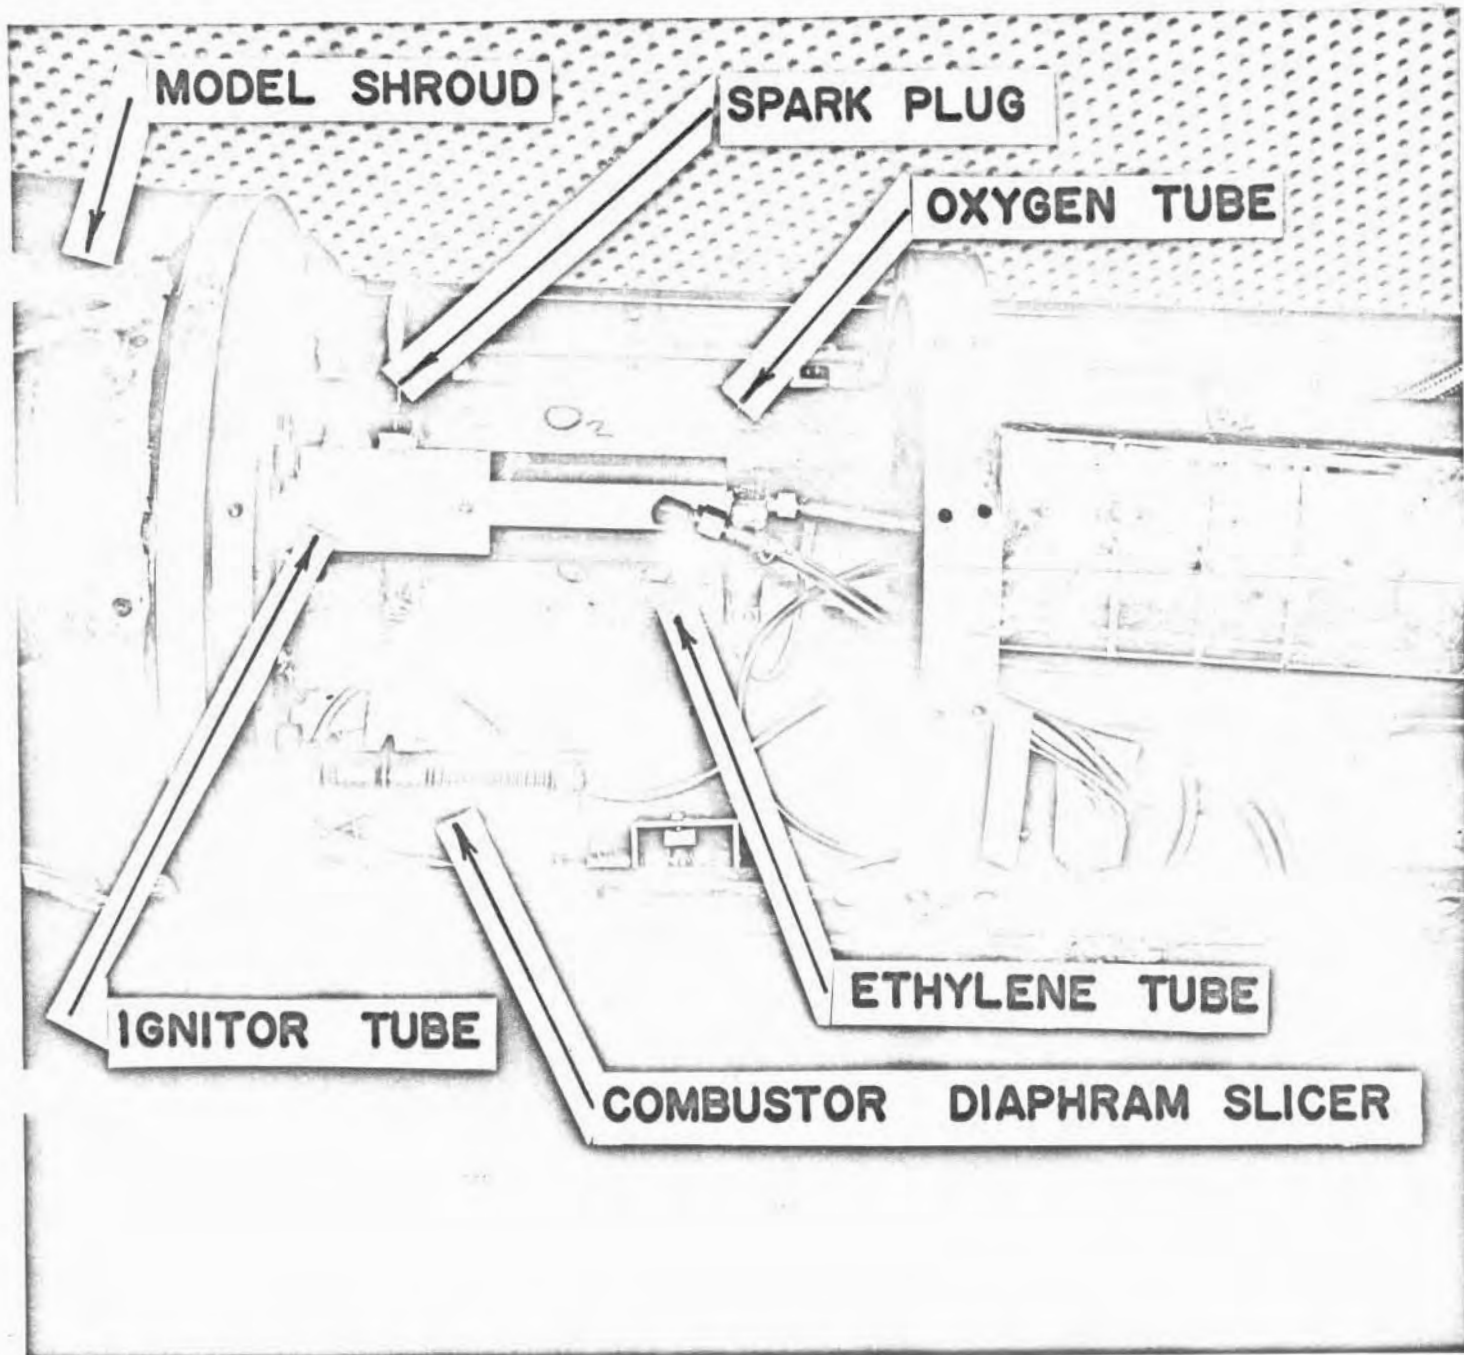 MODEL SHROUD
SPARK PLUG
OXYGEN TUBE
O2
IGNITOR TUBE
ETHYLENE TUBE
COMBUSTOR DIAPHRAM SLICER